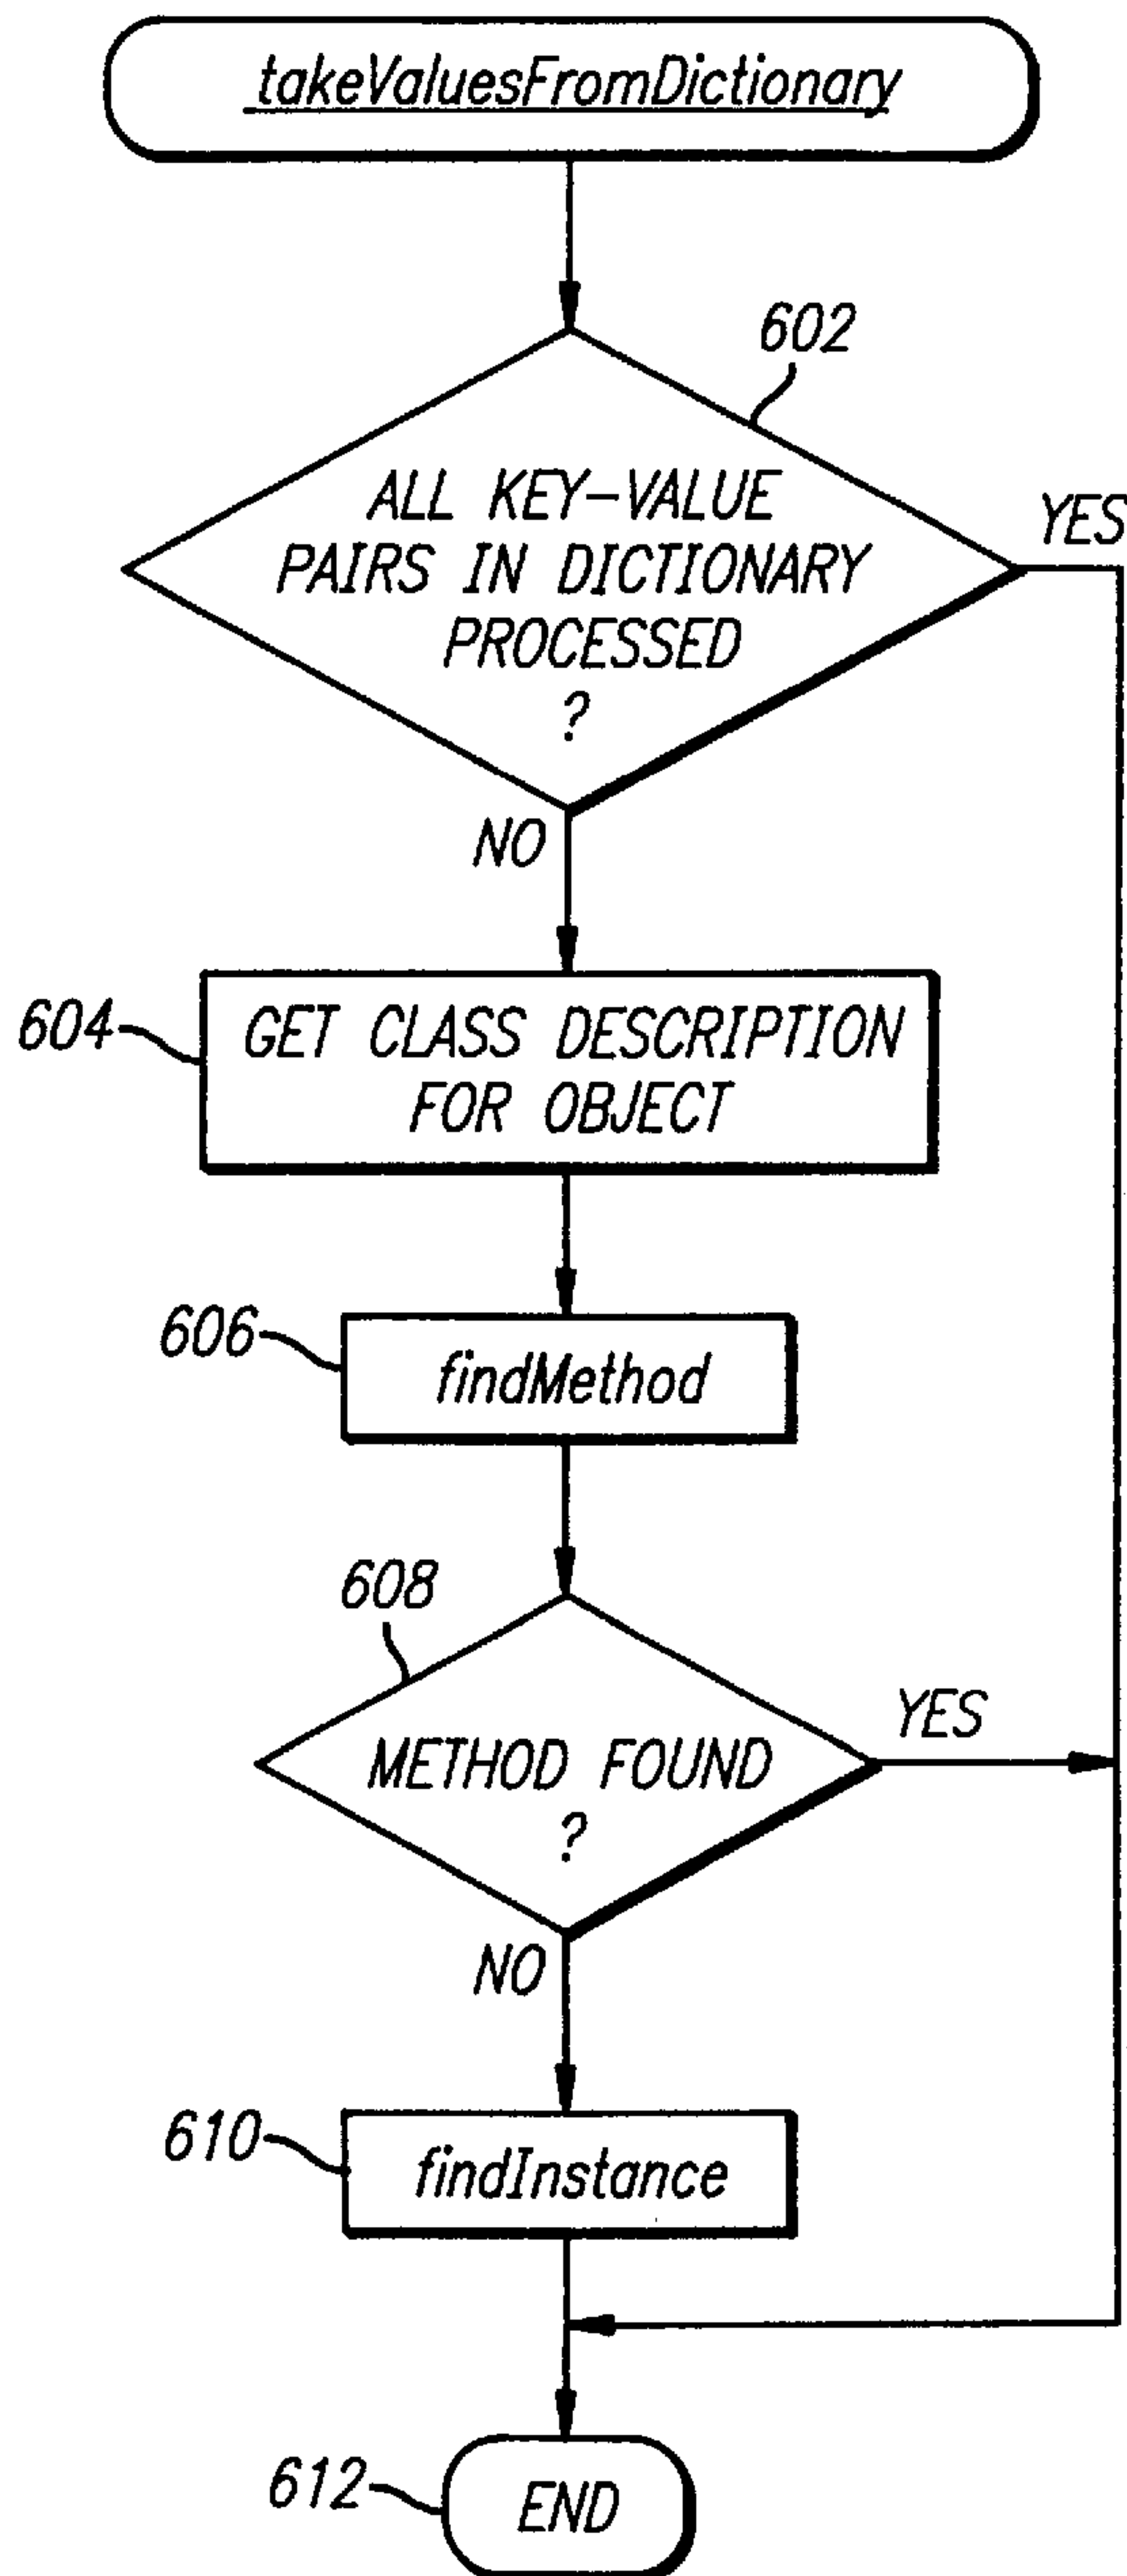 takeValuesFromDictionary
602
ALL KEY-VALUE
PAIRS IN DICTIONARY
PROCESSED
?
YES
NO
604
GET CLASS DESCRIPTION
FOR OBJECT
606
findMethod
608
METHOD FOUND
?
YES
NO
610
findInstance
612
END